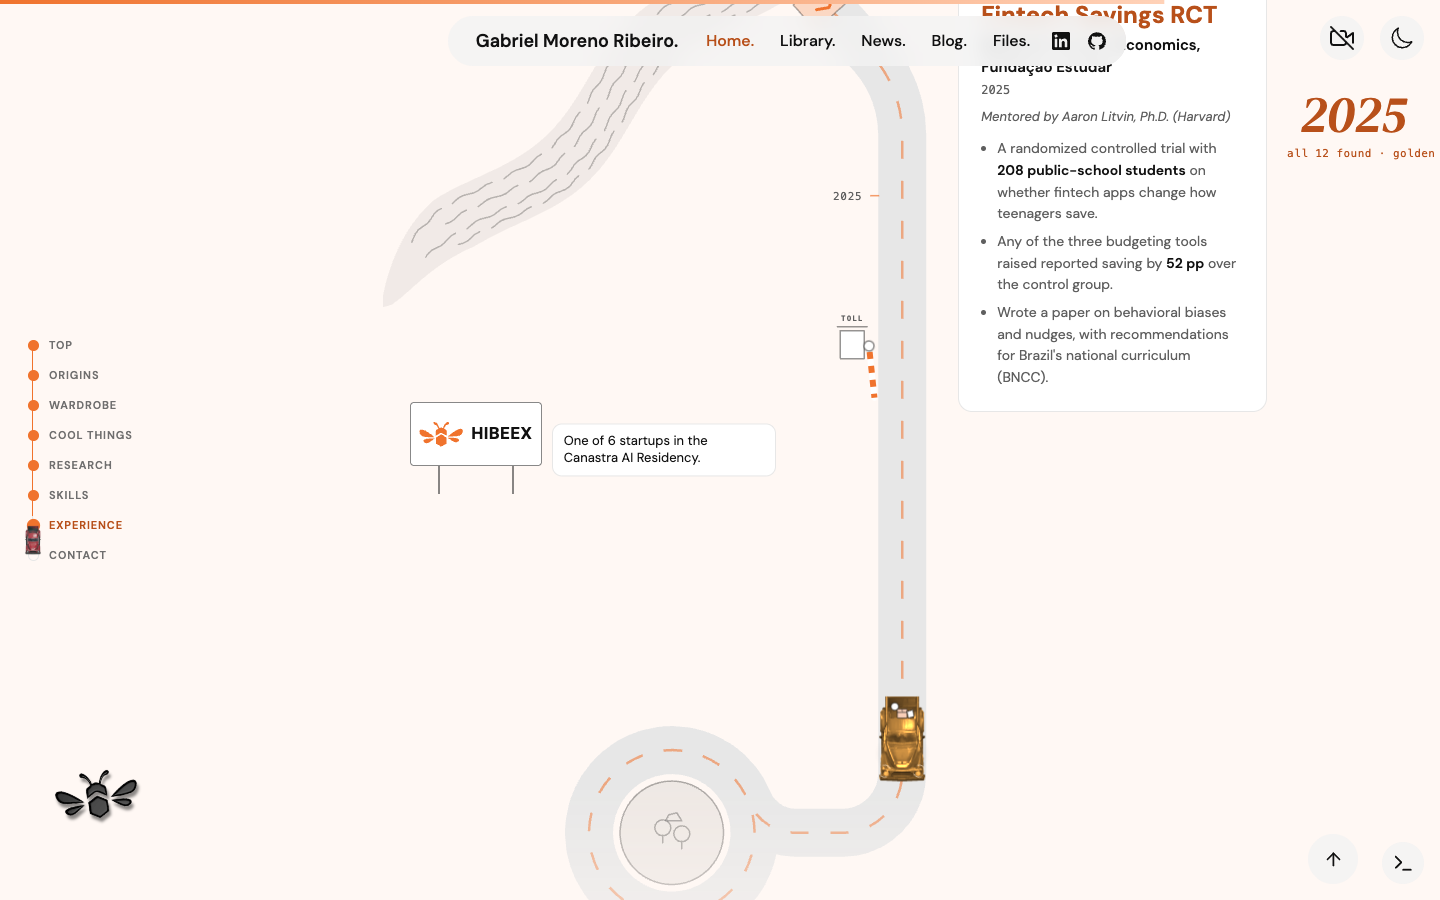 Fintech Savings RCT
Gabriel Moreno Ribeiro.
Home.
Library.
News.
Blog.
Files.
conomics,
Fundação Estudar
2025
Mentored by Aaron Litvin, Ph.D. (Harvard)
A randomized controlled trial with
208 public-school students on
whether fintech apps change how
teenagers save.
Any of the three budgeting tools
raised reported saving by 52 pp over
the control group.
Wrote a paper on behavioral biases
and nudges, with recommendations
for Brazil's national curriculum
(BNCC).
2025
all 12 found · golden
2025
TOLL
TOP
ORIGINS
WARDROBE
COOL THINGS
RESEARCH
SKILLS
EXPERIENCE
CONTACT
HIBEEX
One of 6 startups in the
Canastra AI Residency.